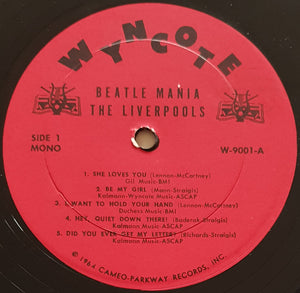 WYNCOTE
BEATLE MANIA
THE LIVERPOOLS
SIDE 1
MONO
W-9001-A
1. SHE LOVES YOU (Lennon-McCartney)
Gil Music-BMI
2. BE MY GIRL (Mann-Straigis)
Kalmann-Wyncote Music-ASCAP
3. I WANT TO HOLD YOUR HAND (Lennon-McCartney)
Duchess Music-BMI
4. HEY, QUIET DOWN THERE! (Bodensk-Straigis)
Kalmann Music-ASCAP
5. DID YOU EVER GET MY LETTER? (Richards-Straigis)
Kalmann Music-ASCAP
© 1964 CAMEO-PARKWAY RECORDS, INC.